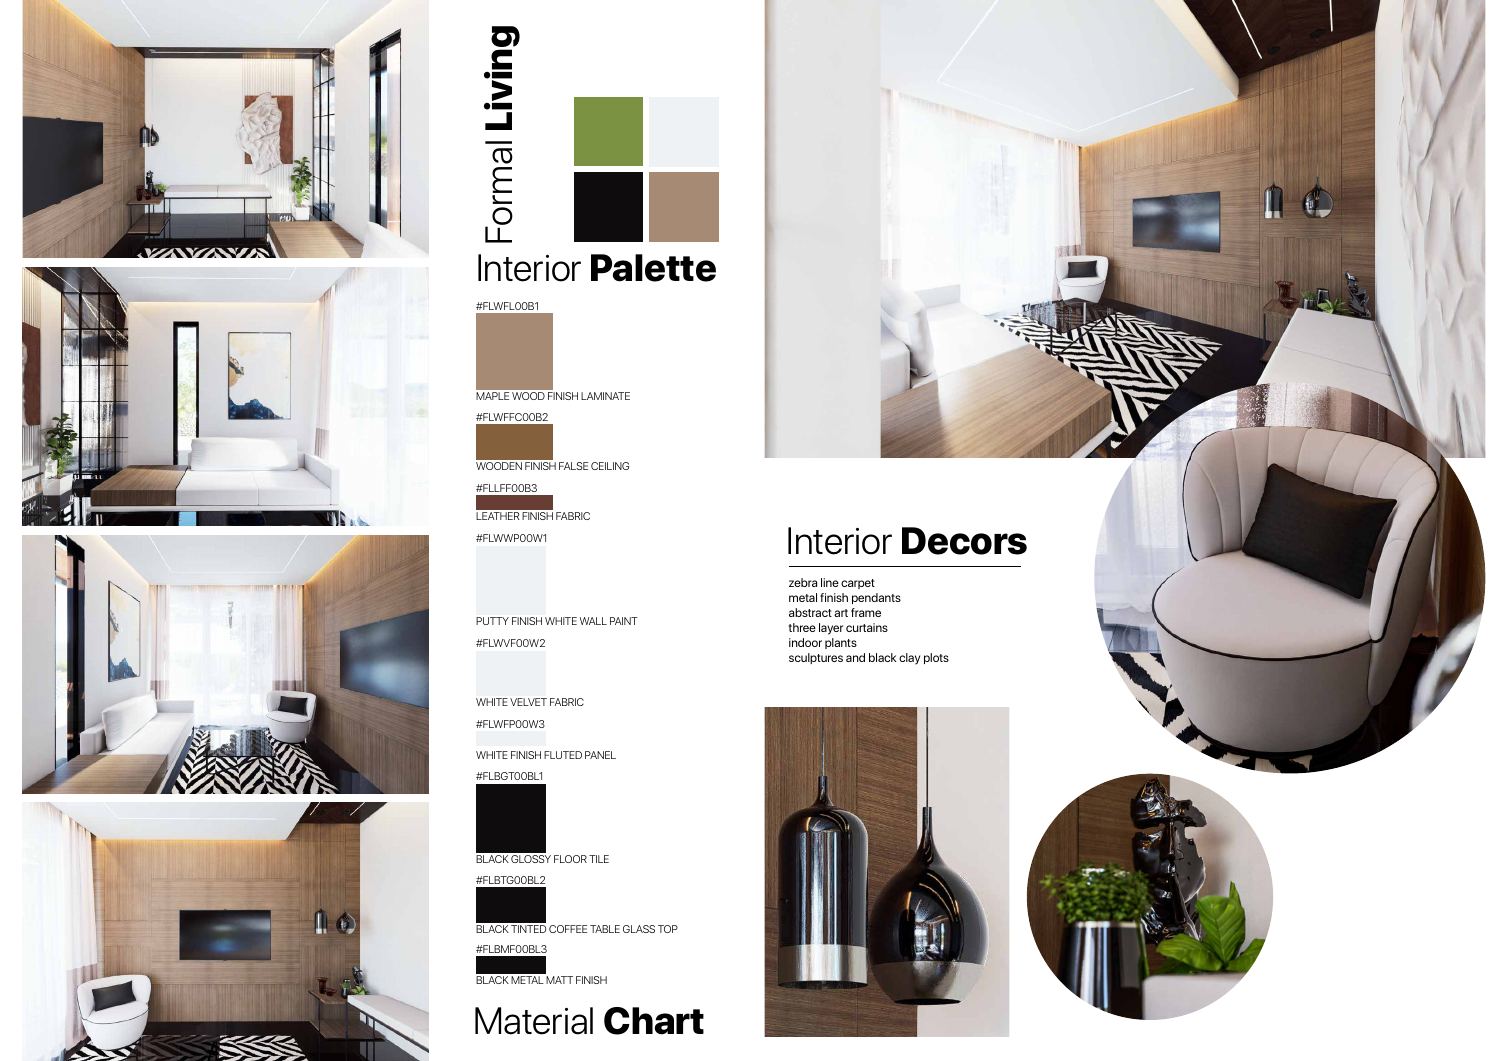 Formal Living
Interior Palette
#FLWFL00B1
MAPLE WOOD FINISH LAMINATE
#FLWFFC00B2
WOODEN FINISH FALSE CEILING
#FLLFF00B3
LEATHER FINISH FABRIC
#FLWWP00W1
PUTTY FINISH WHITE WALL PAINT
#FLWVF00W2
WHITE VELVET FABRIC
#FLWFP00W3
WHITE FINISH FLUTED PANEL
#FLBGT00BL1
BLACK GLOSSY FLOOR TILE
#FLBTG00BL2
BLACK TINTED COFFEE TABLE GLASS TOP
#FLBMF00BL3
BLACK METAL MATT FINISH
Material Chart
Interior Decors
zebra line carpet
metal finish pendants
abstract art frame
three layer curtains
indoor plants
sculptures and black clay plots